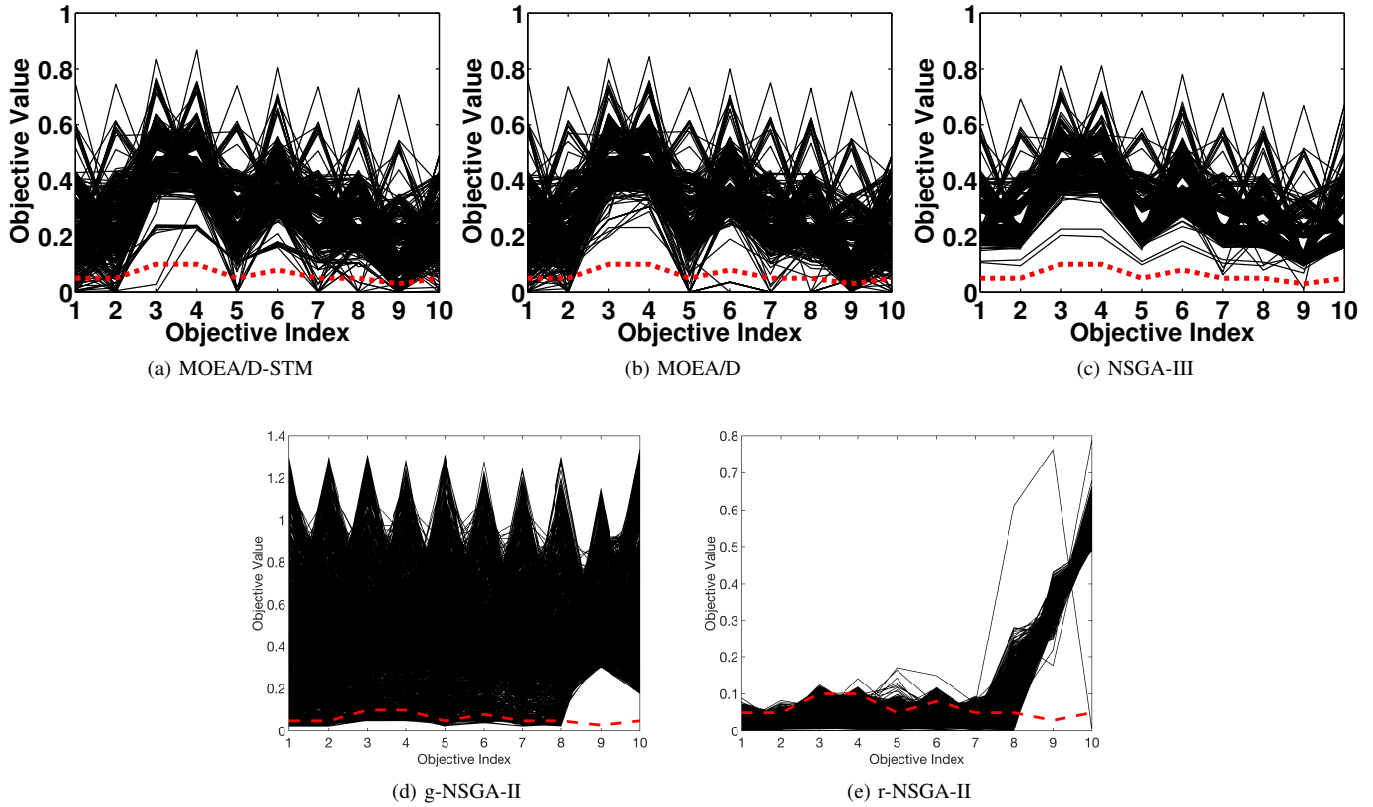 1
0.8
0.6
0.4
0.2
0
Objective Value
1 2 3 4 5 6 7 8 9 10
Objective Index
(a) MOEA/D-STM
1
0.8
0.6
0.4
0.2
0
Objective Value
1 2 3 4 5 6 7 8 9 10
Objective Index
(b) MOEA/D
1
0.8
0.6
0.4
0.2
0
Objective Value
1 2 3 4 5 6 7 8 9 10
Objective Index
(c) NSGA-III
1.4
1.2
1
0.8
0.6
0.4
0.2
0
Objective Value
1 2 3 4 5 6 7 8 9 10
Objective Index
(d) g-NSGA-II
0.8
0.7
0.6
0.5
0.4
0.3
0.2
0.1
0
Objective Value
1 2 3 4 5 6 7 8 9 10
Objective Index
(e) r-NSGA-II